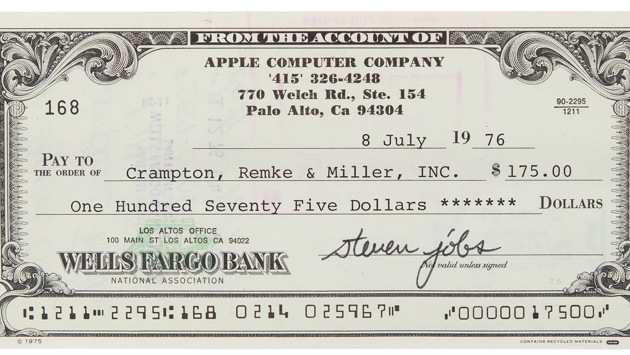 FROM THE ACCOUNT OF
APPLE COMPUTER COMPANY
'415' 326-4248
770 Welch Rd., Ste. 154
Palo Alto, Ca 94304
168
90-2295
1211
8 July 19 76
PAY TO THE ORDER OF Crampton, Remke & Miller, INC. $ 175.00
One Hundred Seventy Five Dollars ******* DOLLARS
LOS ALTOS OFFICE
100 MAIN ST LOS ALTOS CA 94022
WELLS FARGO BANK
NATIONAL ASSOCIATION
steven jobs
Not valid unless signed
⑆1211⑉2295⑆168 0214 025967⑈ ⑇0000017500⑇
© 1975
CONTAINS RECYCLED MATERIALS